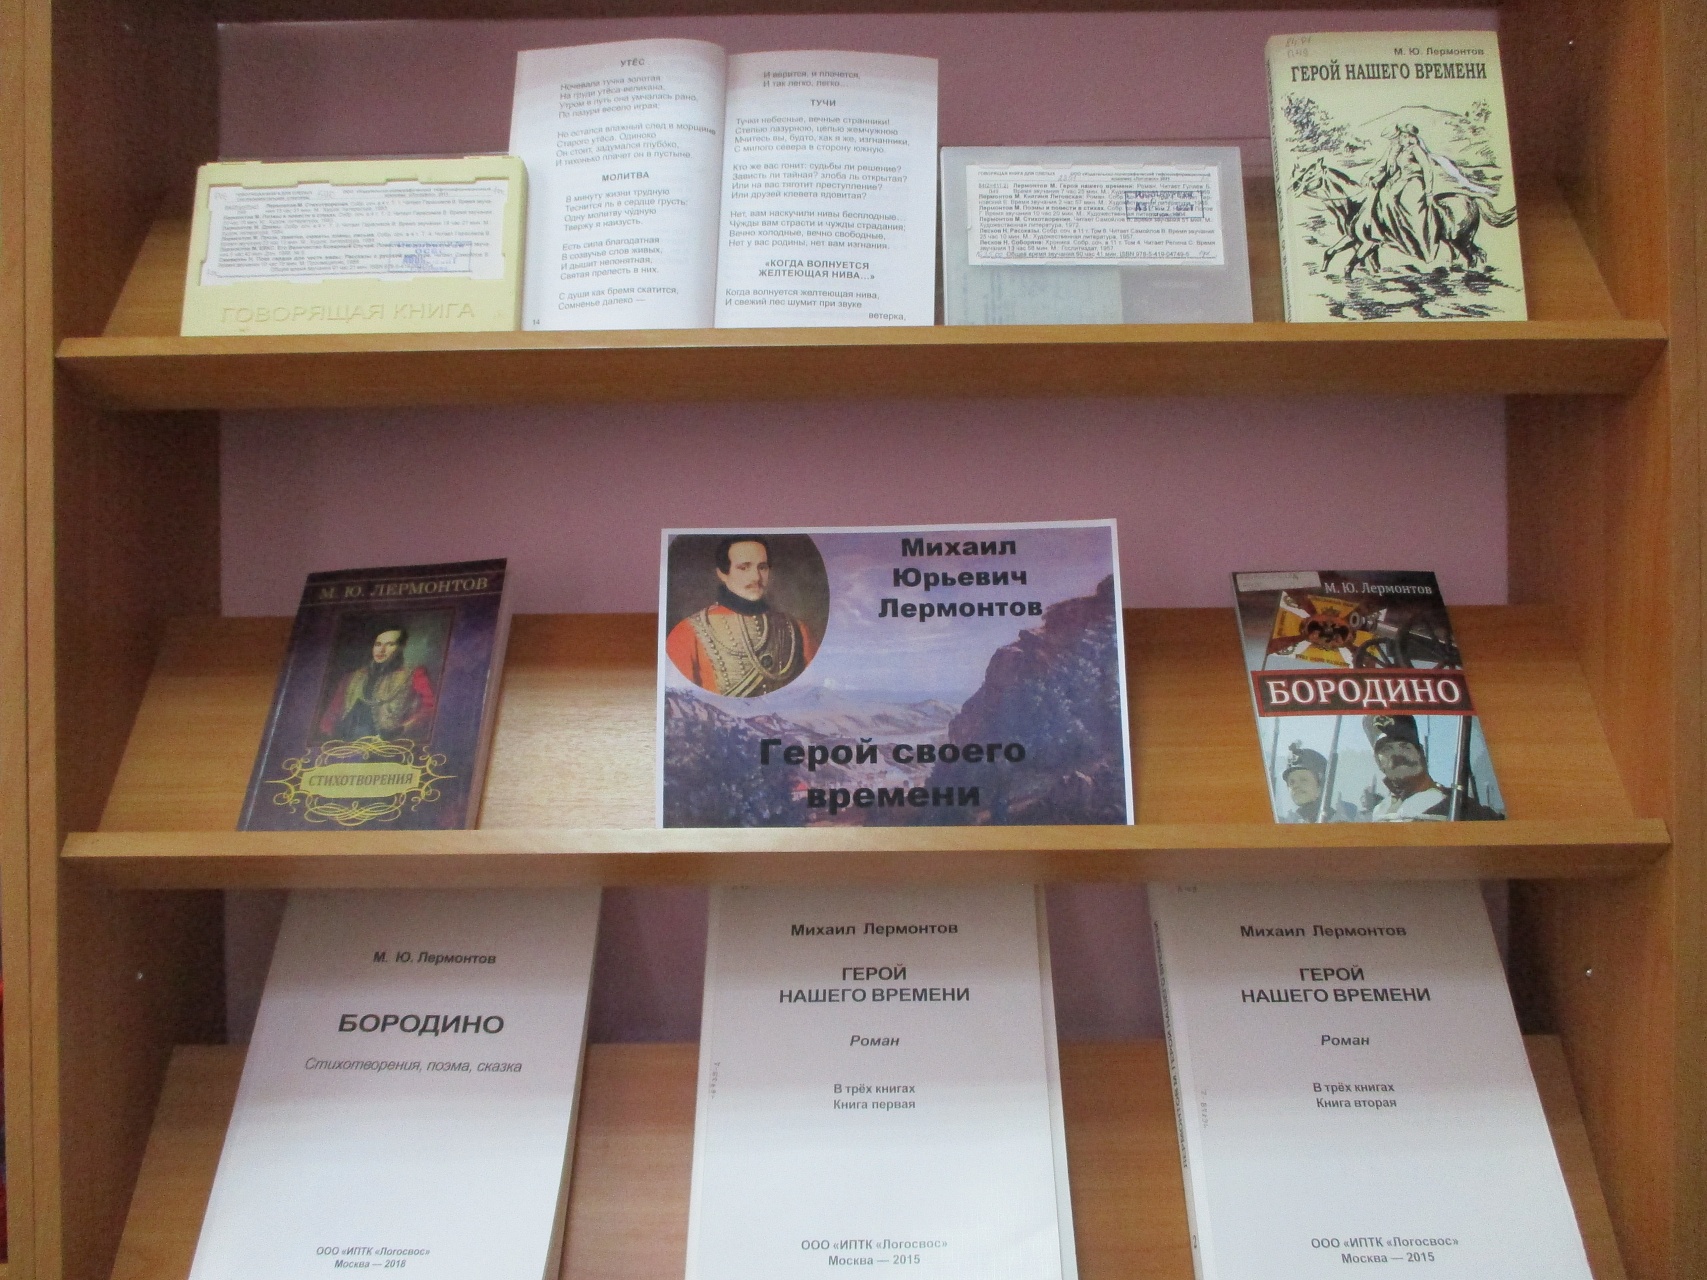 ГОВОРЯЩАЯ КНИГА
УТЁС
Ночевала тучка золотая
На груди утёса-великана,
Утром в путь она умчалась рано,
По лазури весело играя;
Но остался влажный след в морщине
Старого утёса. Одиноко
Он стоит, задумался глубоко,
И тихонько плачет он в пустыне.
МОЛИТВА
В минуту жизни трудную
Теснится ль в сердце грусть:
Одну молитву чудную
Твержу я наизусть.
Есть сила благодатная
В созвучье слов живых,
И дышит непонятная,
Святая прелесть в них.
С души как бремя скатится,
Сомненье далеко —
14
И верится, и плачется,
И так легко, легко...
ТУЧИ
Тучки небесные, вечные странники!
Степью лазурною, цепью жемчужною
Мчитесь вы, будто, как я же, изгнанники,
С милого севера в сторону южную.
Кто же вас гонит: судьбы ли решение?
Зависть ли тайная? злоба ль открытая?
Или на вас тяготит преступление?
Или друзей клевета ядовитая?
Нет, вам наскучили нивы бесплодные...
Чужды вам страсти и чужды страдания;
Вечно холодные, вечно свободные,
Нет у вас родины, нет вам изгнания.
«КОГДА ВОЛНУЕТСЯ
ЖЕЛТЕЮЩАЯ НИВА...»
Когда волнуется желтеющая нива,
И свежий лес шумит при звуке
ветерка,
М. Ю. Лермонтов
ГЕРОЙ НАШЕГО ВРЕМЕНИ
М. Ю. ЛЕРМОНТОВ
СТИХОТВОРЕНИЯ
Михаил
Юрьевич
Лермонтов
Герой своего
времени
М. Ю. Лермонтов
БОРОДИНО
М. Ю. Лермонтов
БОРОДИНО
Стихотворения, поэма, сказка
ООО «ИПТК «Логосвос»
Москва — 2018
Михаил Лермонтов
ГЕРОЙ
НАШЕГО ВРЕМЕНИ
Роман
В трёх книгах
Книга первая
ООО «ИПТК «Логосвос»
Москва — 2015
Михаил Лермонтов
ГЕРОЙ
НАШЕГО ВРЕМЕНИ
Роман
В трёх книгах
Книга вторая
ООО «ИПТК «Логосвос»
Москва — 2015